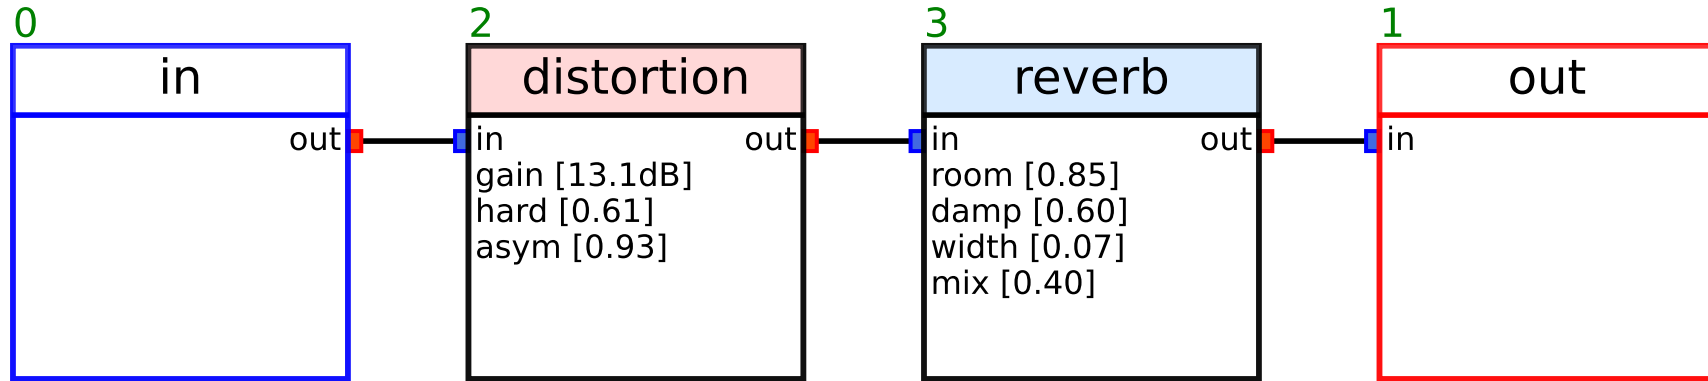 0
in
out
2
distortion
in out
gain [13.1dB]
hard [0.61]
asym [0.93]
3
reverb
in out
room [0.85]
damp [0.60]
width [0.07]
mix [0.40]
1
out
in